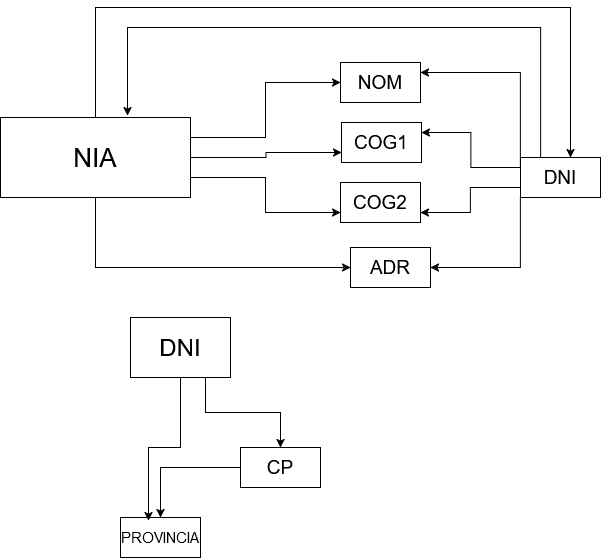 NOM
COG1
NIA
DNI
COG2
ADR
DNI
CP
PROVINCIA